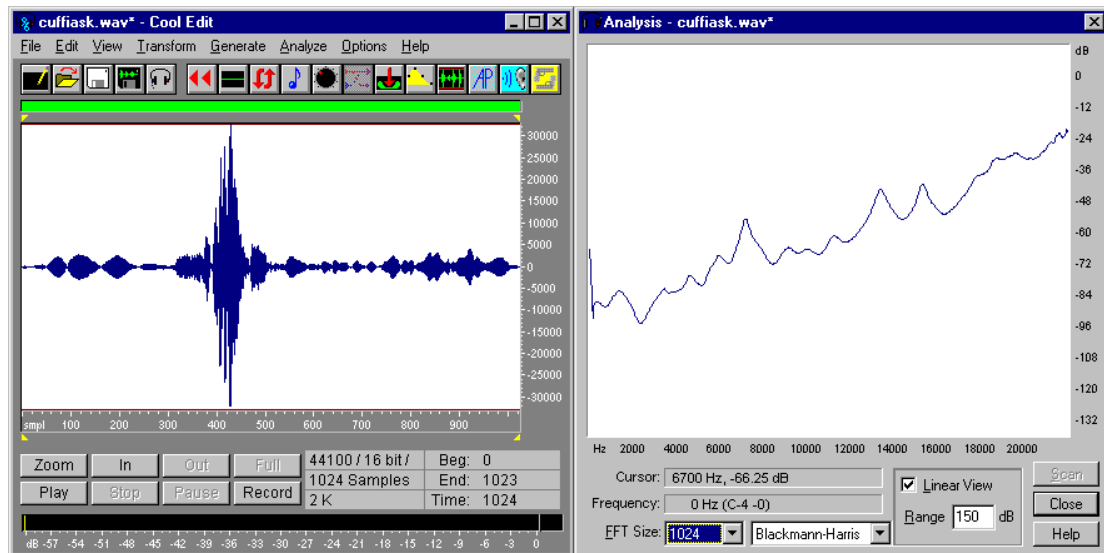 cuffiask.wav* - Cool Edit
File Edit View Transform Generate Analyze Options Help
AP
30000
25000
20000
15000
10000
5000
0
-5000
-10000
-15000
-20000
-25000
-30000
smpl 100 200 300 400 500 600 700 800 900
Zoom In Out Full
Play Stop Pause Record
44100 / 16 bit / Beg: 0
1024 Samples End: 1023
2 K Time: 1024
dB -57 -54 -51 -48 -45 -42 -39 -36 -33 -30 -27 -24 -21 -18 -15 -12 -9 -6 -3 0
Analysis - cuffiask.wav*
dB
0
-12
-24
-36
-48
-60
-72
-84
-96
-108
-120
-132
Hz 2000 4000 6000 8000 10000 12000 14000 16000 18000 20000
Cursor: 6700 Hz, -66.25 dB
Frequency: 0 Hz (C-4 -0)
FFT Size: 1024 Blackmann-Harris
Linear View
Range 150 dB
Scan
Close
Help